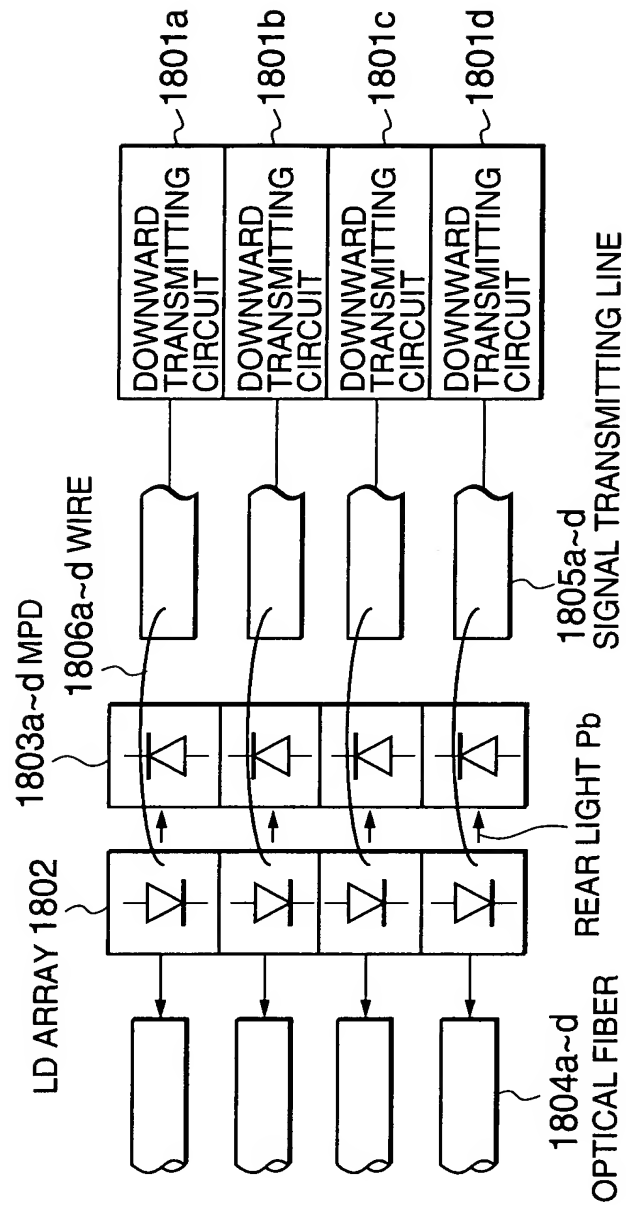 LD ARRAY 1802
1803a~d MPD
1806a~d WIRE
DOWNWARD
TRANSMITTING
CIRCUIT
1801a
DOWNWARD
TRANSMITTING
CIRCUIT
1801b
DOWNWARD
TRANSMITTING
CIRCUIT
1801c
DOWNWARD
TRANSMITTING
CIRCUIT
1801d
1804a~d
OPTICAL FIBER
REAR LIGHT Pb
1805a~d
SIGNAL TRANSMITTING LINE